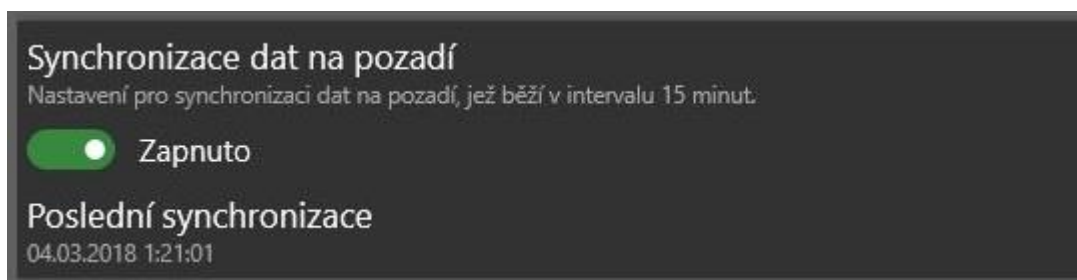 Synchronizace dat na pozadí
Nastavení pro synchronizaci dat na pozadí, jež běží v intervalu 15 minut.
Zapnuto
Poslední synchronizace
04.03.2018 1:21:01